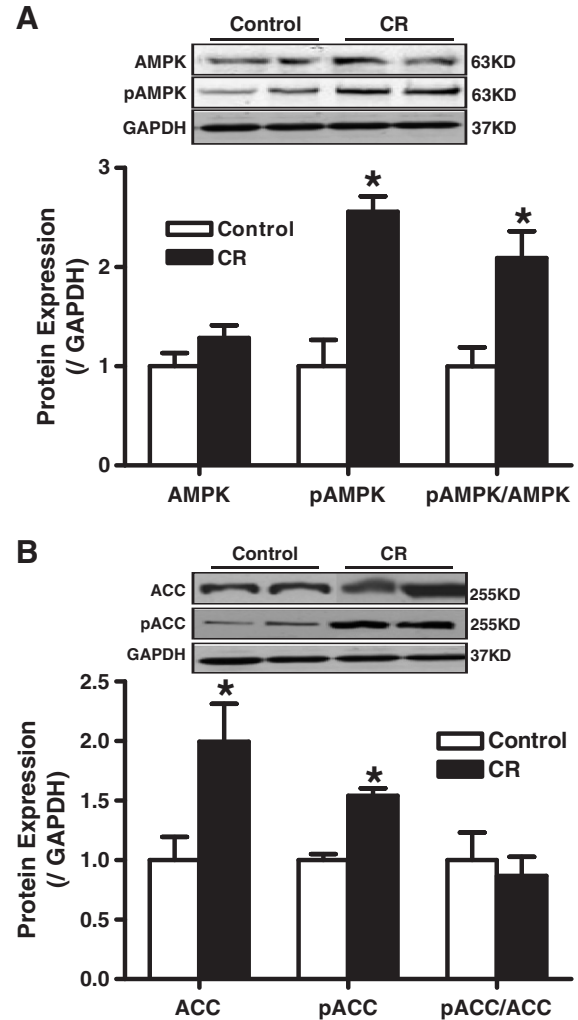 A
Control CR
AMPK 63KD
pAMPK 63KD
GAPDH 37KD
3
2
1
0
Protein Expression
(/ GAPDH)
Control
CR
*
*
AMPK pAMPK pAMPK/AMPK
B
Control CR
ACC 255KD
pACC 255KD
GAPDH 37KD
2.5
2.0
1.5
1.0
0.5
0.0
Protein Expression
(/ GAPDH)
Control
CR
*
*
ACC pACC pACC/ACC